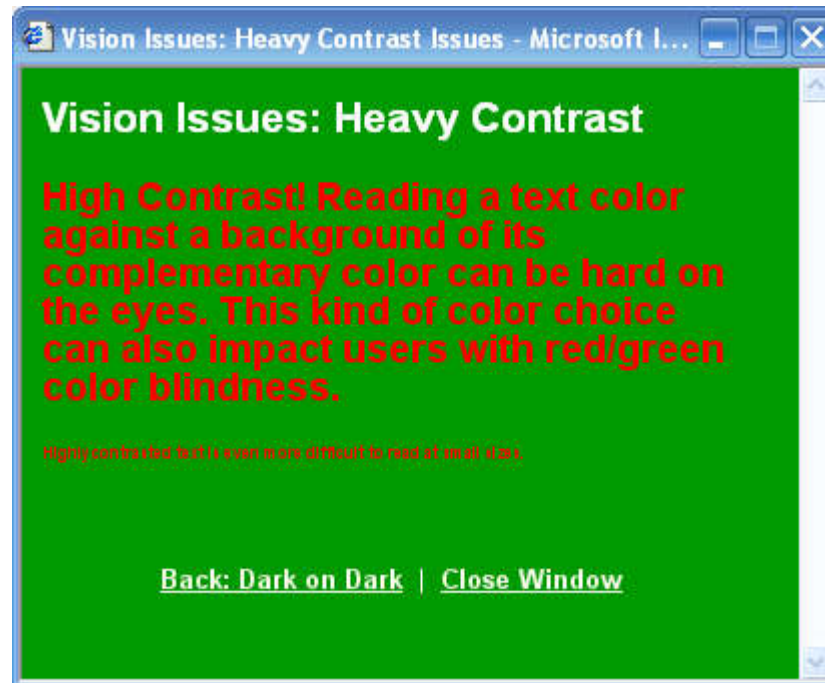 Vision Issues: Heavy Contrast Issues - Microsoft I...
Vision Issues: Heavy Contrast
High Contrast! Reading a text color
against a background of its
complementary color can be hard on
the eyes. This kind of color choice
can also impact users with red/green
color blindness.
Highly contrasted text is even more difficult to read at small sizes.
Back: Dark on Dark | Close Window